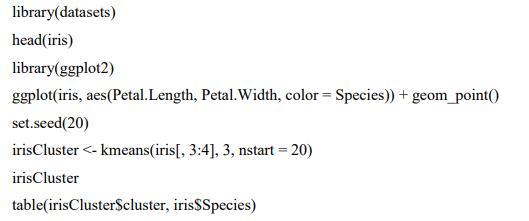 library(datasets)
head(iris)
library(ggplot2)
ggplot(iris, aes(Petal.Length, Petal.Width, color = Species)) + geom_point()
set.seed(20)
irisCluster <- kmeans(iris[, 3:4], 3, nstart = 20)
irisCluster
table(irisCluster$cluster, iris$Species)